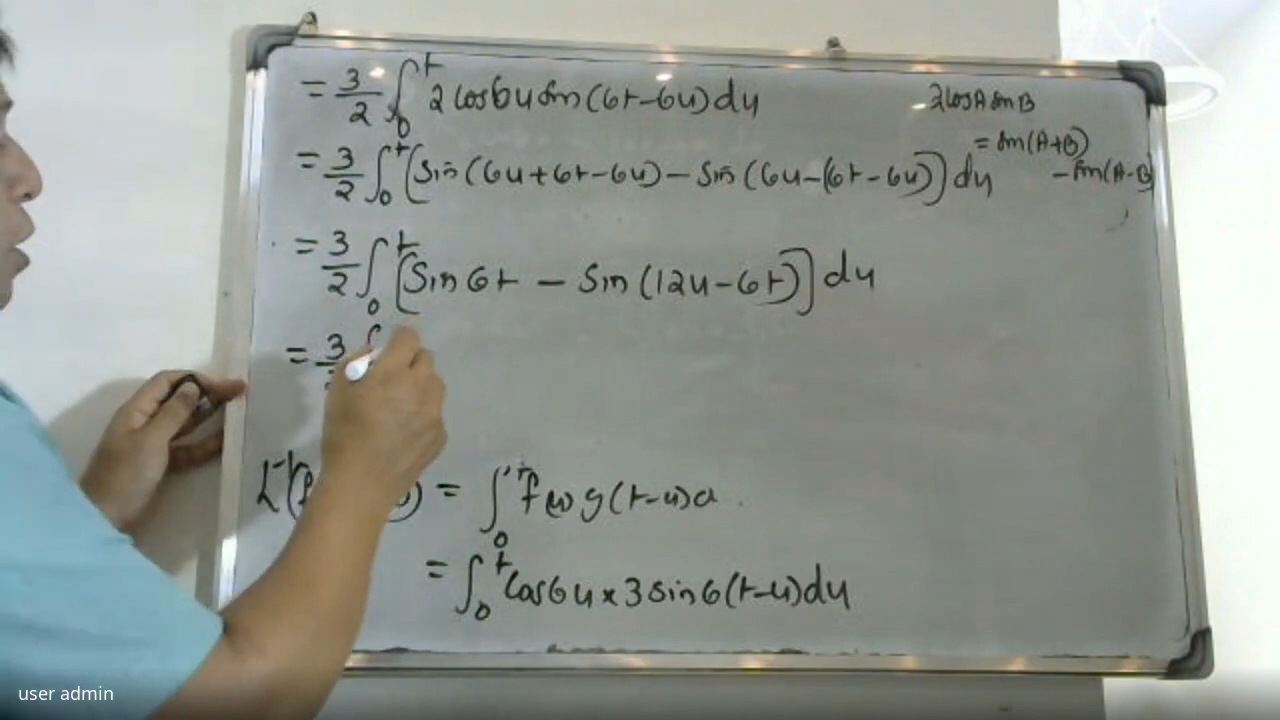 = 3/2 ∫₀ᵗ 2 cos6u sin(6t-6u) du
2cosA sinB
= sin(A+B)
- sin(A-B)
= 3/2 ∫₀ᵗ [sin(6u+6t-6u) - sin(6u-(6t-6u)] du
= 3/2 ∫₀ᵗ [sin6t - sin(12u-6t)] du
= 3
L⁻¹( ) = ∫₀ᵗ f(u) g(t-u) d
= ∫₀ᵗ cos6u × 3 sin6(t-u) du
user admin